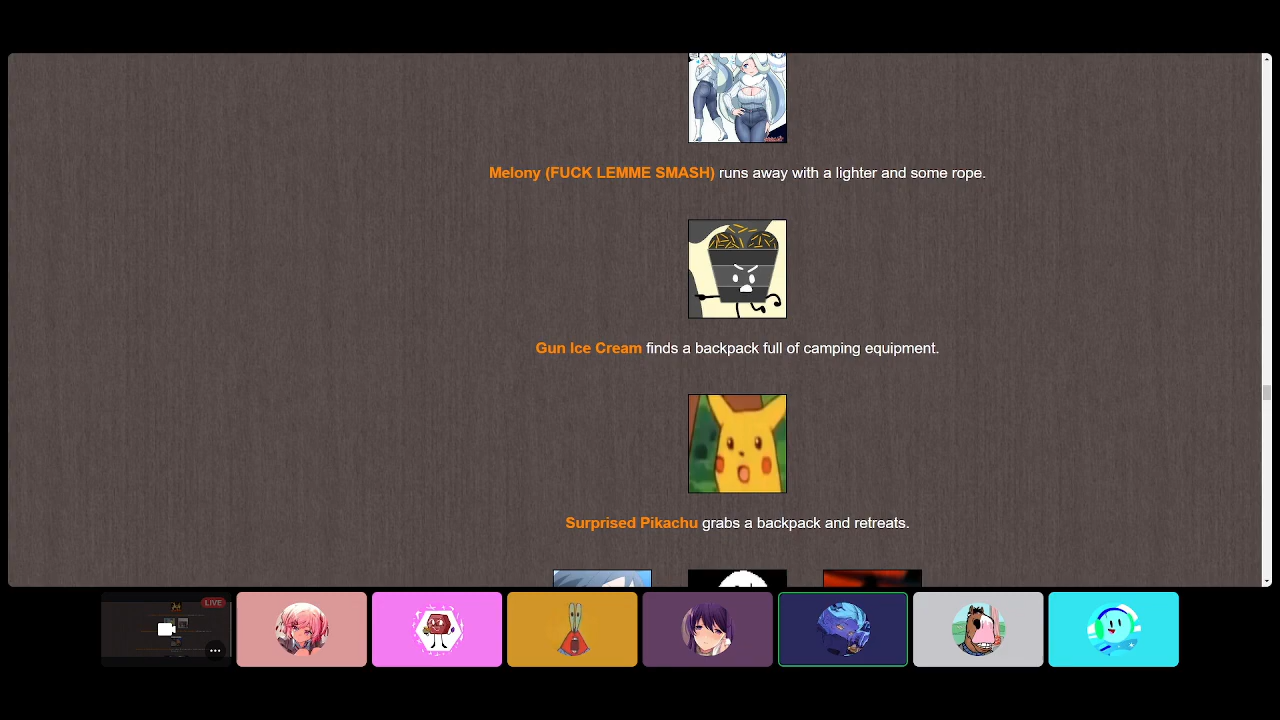 Melony (FUCK LEMME SMASH) runs away with a lighter and some rope.
Gun Ice Cream finds a backpack full of camping equipment.
Surprised Pikachu grabs a backpack and retreats.
LIVE